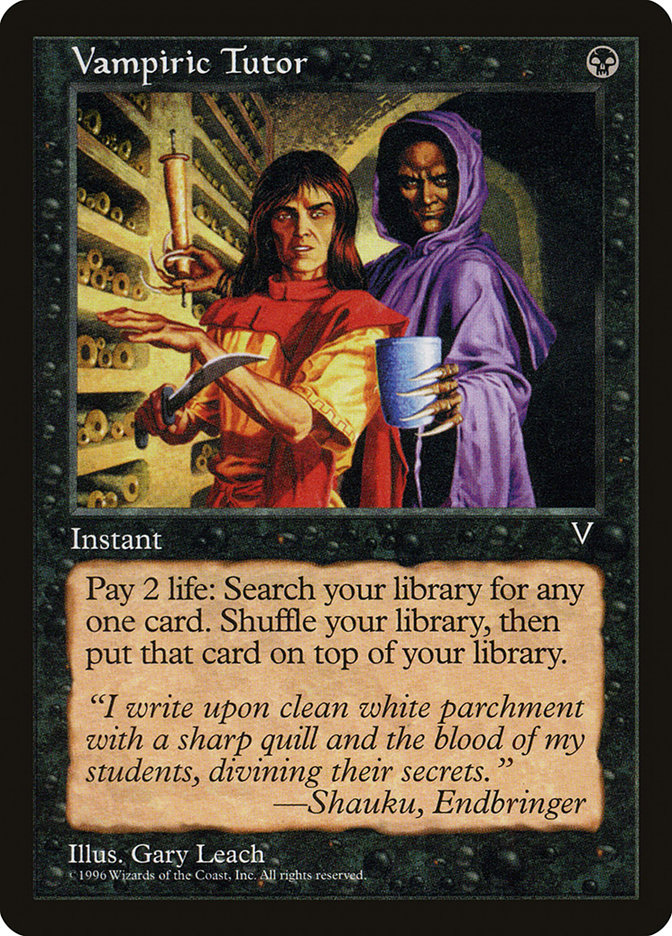 Vampiric Tutor
Instant V
Pay 2 life: Search your library for any
one card. Shuffle your library, then
put that card on top of your library.
“I write upon clean white parchment
with a sharp quill and the blood of my
students, divining their secrets.”
—Shauku, Endbringer
Illus. Gary Leach
©1996 Wizards of the Coast, Inc. All rights reserved.